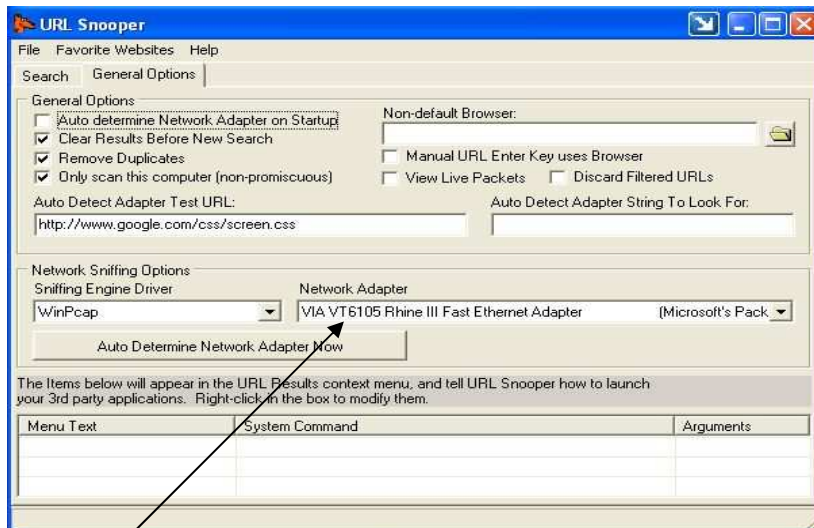 URL Snooper
File Favorite Websites Help
Search General Options
General Options
Auto determine Network Adapter on Startup
Clear Results Before New Search
Remove Duplicates
Only scan this computer (non-promiscuous)
Non-default Browser:
Manual URL Enter Key uses Browser
View Live Packets Discard Filtered URLs
Auto Detect Adapter Test URL:
http://www.google.com/css/screen.css
Auto Detect Adapter String To Look For:
Network Sniffing Options
Sniffing Engine Driver
WinPcap
Network Adapter
VIA VT6105 Rhine III Fast Ethernet Adapter (Microsoft's Pack
Auto Determine Network Adapter Now
The Items below will appear in the URL Results context menu, and tell URL Snooper how to launch
your 3rd party applications. Right-click in the box to modify them.
Menu Text System Command Arguments